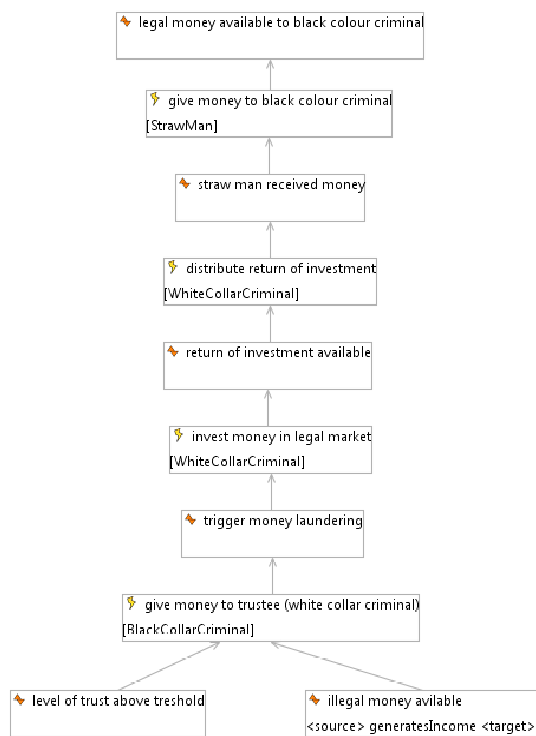 legal money available to black colour criminal
give money to black colour criminal
[StrawMan]
straw man received money
distribute return of investment
[WhiteCollarCriminal]
return of investment available
invest money in legal market
[WhiteCollarCriminal]
trigger money laundering
give money to trustee (white collar criminal)
[BlackCollarCriminal]
level of trust above treshold
illegal money avilable
<source> generatesIncome <target>